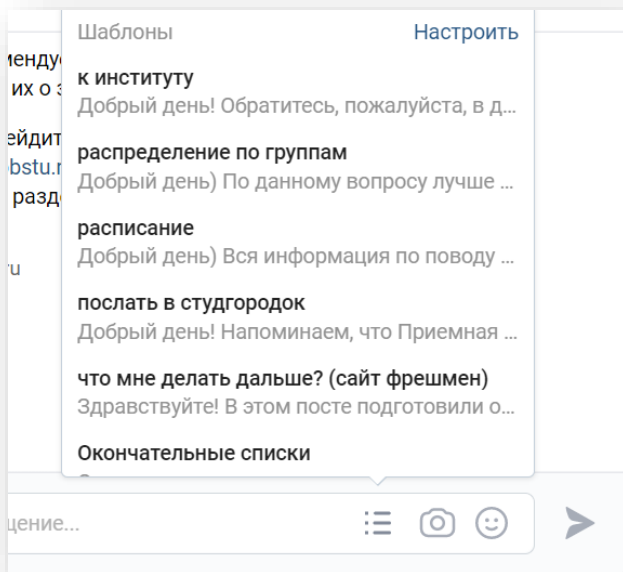 Шаблоны Настроить
к институту
Добрый день! Обратитесь, пожалуйста, в д...
распределение по группам
Добрый день) По данному вопросу лучше ...
расписание
Добрый день) Вся информация по поводу ...
послать в студгородок
Добрый день! Напоминаем, что Приемная ...
что мне делать дальше? (сайт фрешмен)
Здравствуйте! В этом посте подготовили о...
Окончательные списки
их о